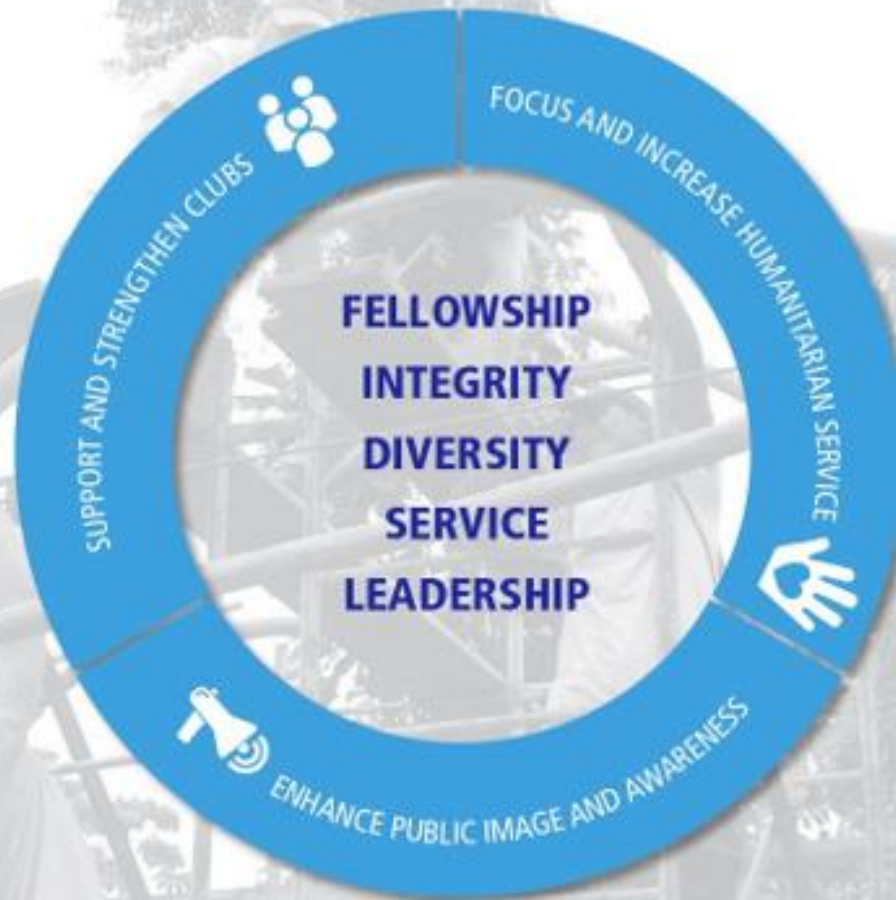 SUPPORT AND STRENGTHEN CLUBS
FOCUS AND INCREASE HUMANITARIAN SERVICE
FELLOWSHIP
INTEGRITY
DIVERSITY
SERVICE
LEADERSHIP
ENHANCE PUBLIC IMAGE AND AWARENESS